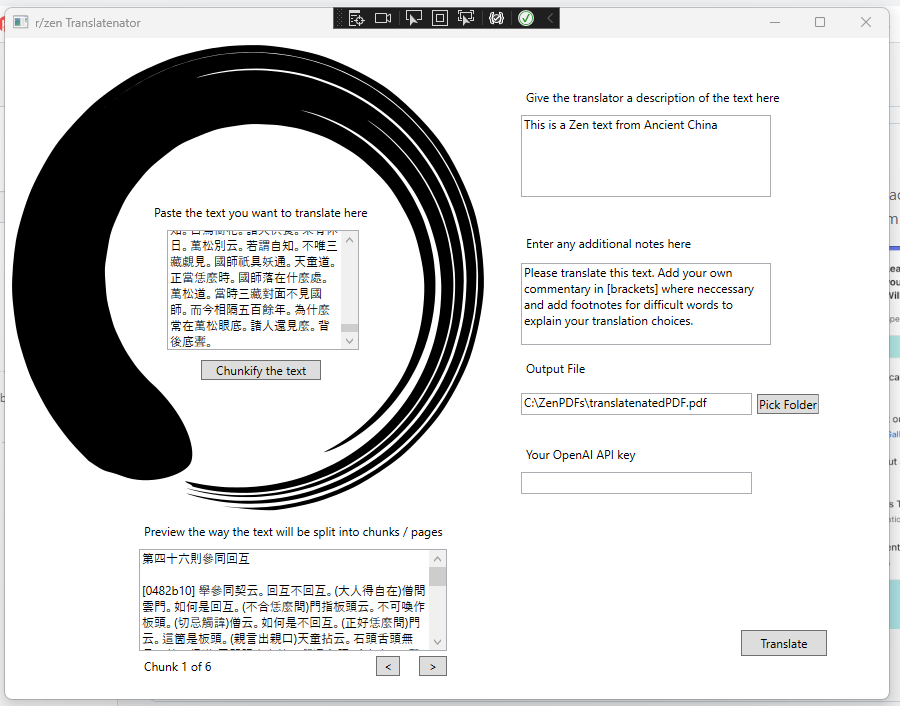 r/zen Translatenator
Give the translator a description of the text here
This is a Zen text from Ancient China
Paste the text you want to translate here
日。萬松別云。若謂自知。不唯三
藏覰見。國師祇具妖通。天童道。
正當恁麼時。國師落在什麼處。
萬松道。當時三藏對面不見國
師。而今相隔五百餘年。為什麼
常在萬松眼底。諸人還見麼。背
後底聻。
Chunkify the text
Enter any additional notes here
Please translate this text. Add your own
commentary in [brackets] where neccessary
and add footnotes for difficult words to
explain your translation choices.
Output File
C:\ZenPDFs\translatenatedPDF.pdf
Pick Folder
Your OpenAI API key
Preview the way the text will be split into chunks / pages
第四十六則參同回互
[0482b10] 舉參同契云。回互不回互。(大人得自在)僧問
雲門。如何是回互。(不合恁麼問)門指板頭云。不可喚作
板頭。(切忌觸諱)僧云。如何是不回互。(正好恁麼問)門
云。這箇是板頭。(親言出親口)天童拈云。石頭舌頭無
Chunk 1 of 6
<
>
Translate